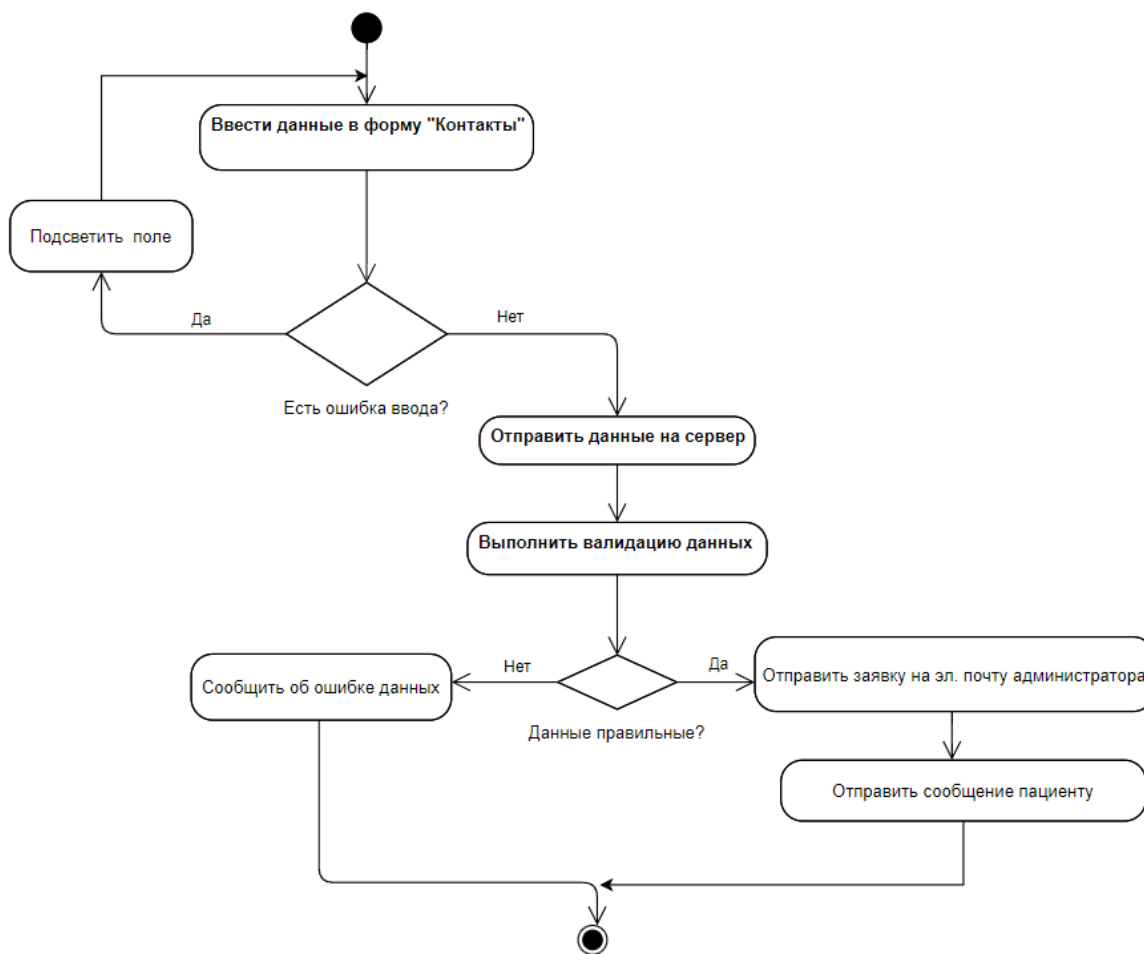 Ввести данные в форму "Контакты"
Подсветить  поле
Да
Нет
Есть ошибка ввода?
Отправить данные на сервер
Выполнить валидацию данных
Сообщить об ошибке данных
Нет
Да
Отправить заявку на эл. почту администратора
Данные правильные?
Отправить сообщение пациенту